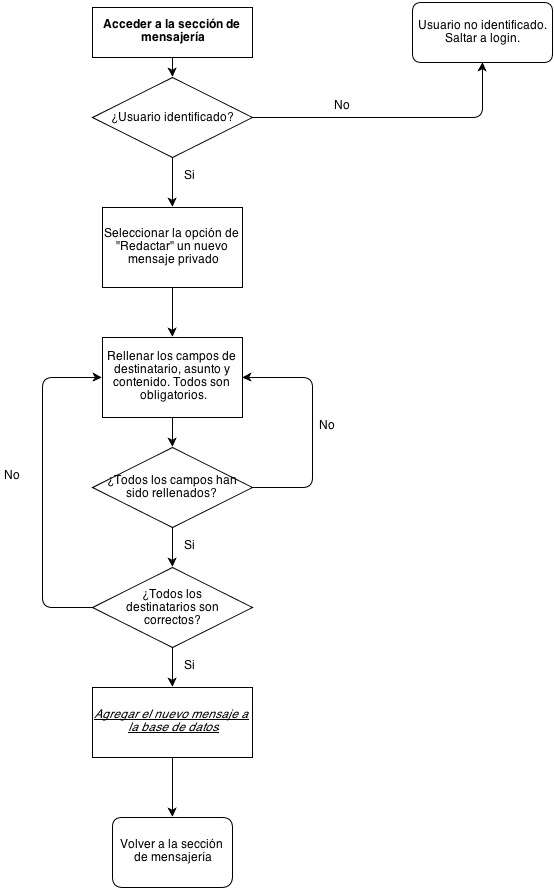 Acceder a la sección de
mensajería
Usuario no identificado.
Saltar a login.
¿Usuario identificado?
No
Si
Seleccionar la opción de
"Redactar" un nuevo
mensaje privado
Rellenar los campos de
destinatario, asunto y
contenido. Todos son
obligatorios.
No
¿Todos los campos han
sido rellenados?
No
Si
¿Todos los
destinatarios son
correctos?
Si
Agregar el nuevo mensaje a
la base de datos
Volver a la sección
de mensajería